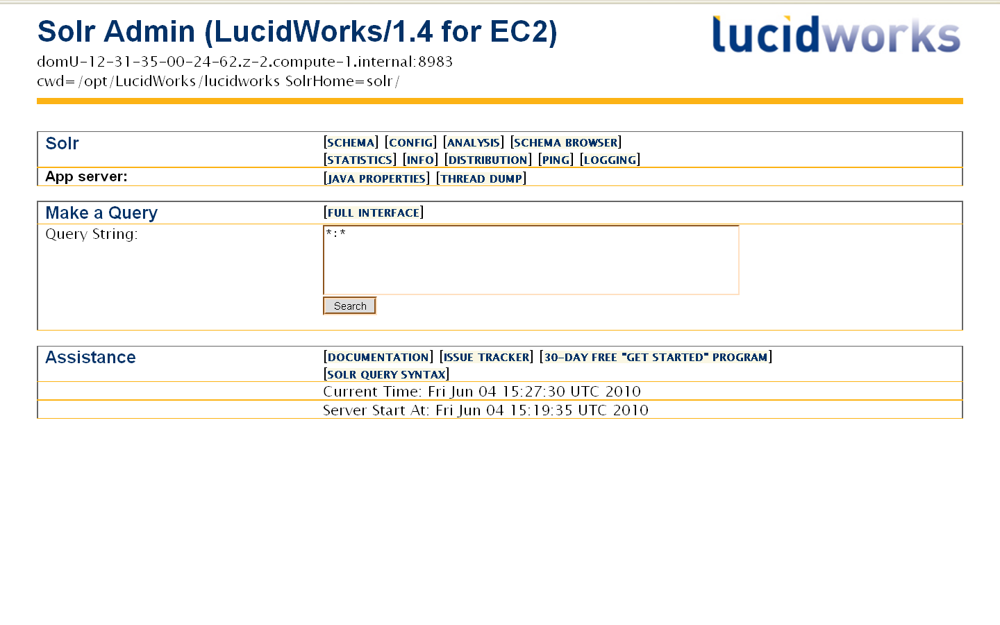 Solr Admin (LucidWorks/1.4 for EC2)
lucidworks
domU-12-31-35-00-24-62.z-2.compute-1.internal:8983
cwd=/opt/LucidWorks/lucidworks SolrHome=solr/
Solr
[SCHEMA] [CONFIG] [ANALYSIS] [SCHEMA BROWSER]
[STATISTICS] [INFO] [DISTRIBUTION] [PING] [LOGGING]
App server:
[JAVA PROPERTIES] [THREAD DUMP]
Make a Query
[FULL INTERFACE]
Query String:
*:*
Search
Assistance
[DOCUMENTATION] [ISSUE TRACKER] [30-DAY FREE "GET STARTED" PROGRAM]
[SOLR QUERY SYNTAX]
Current Time: Fri Jun 04 15:27:30 UTC 2010
Server Start At: Fri Jun 04 15:19:35 UTC 2010